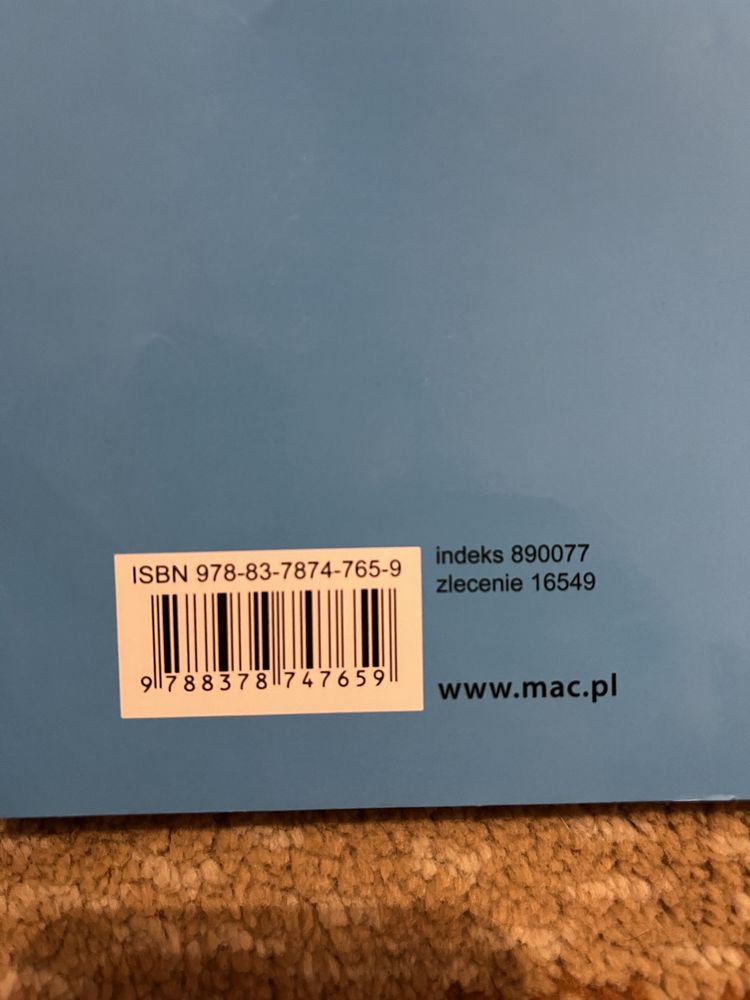 ISBN 978-83-7874-765-9
9 788378 747659
indeks 890077
zlecenie 16549
www.mac.pl